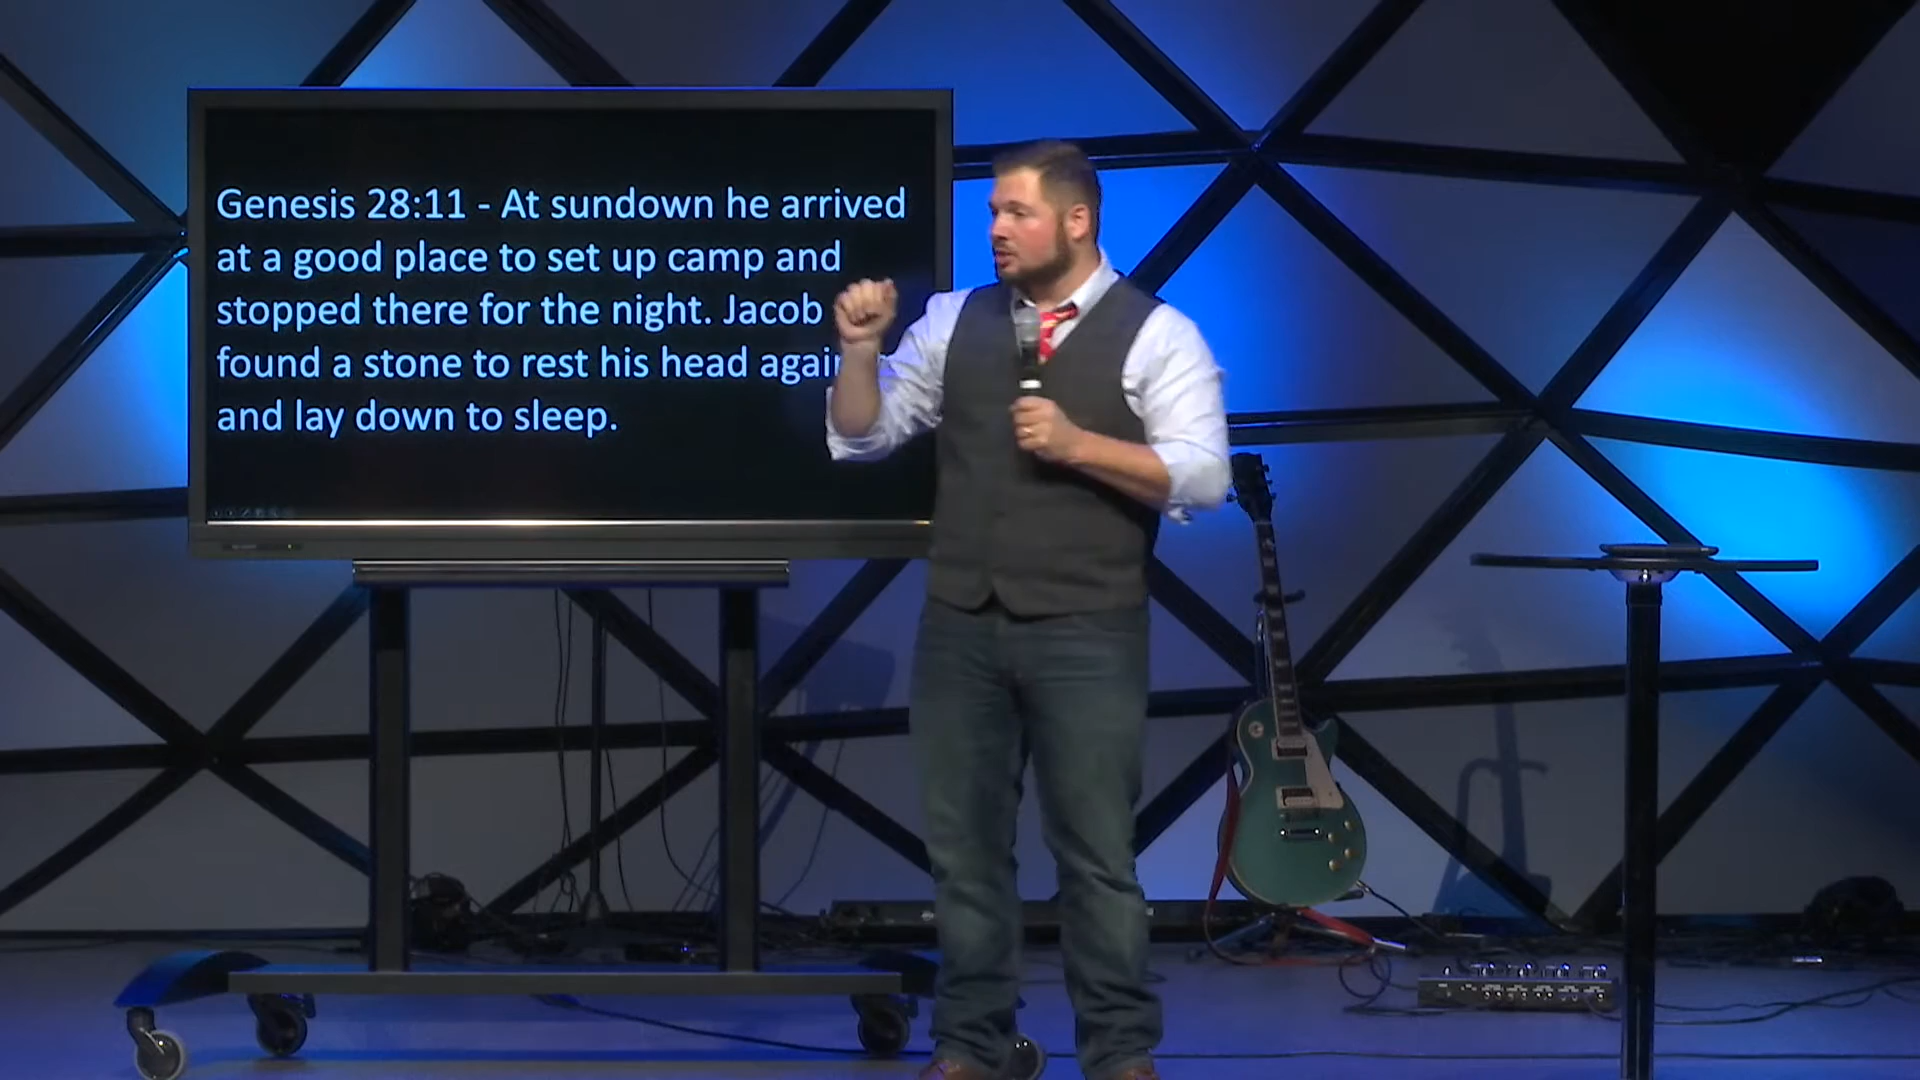 Genesis 28:11 - At sundown he arrived
at a good place to set up camp and
stopped there for the night. Jacob
found a stone to rest his head
and lay down to sleep.